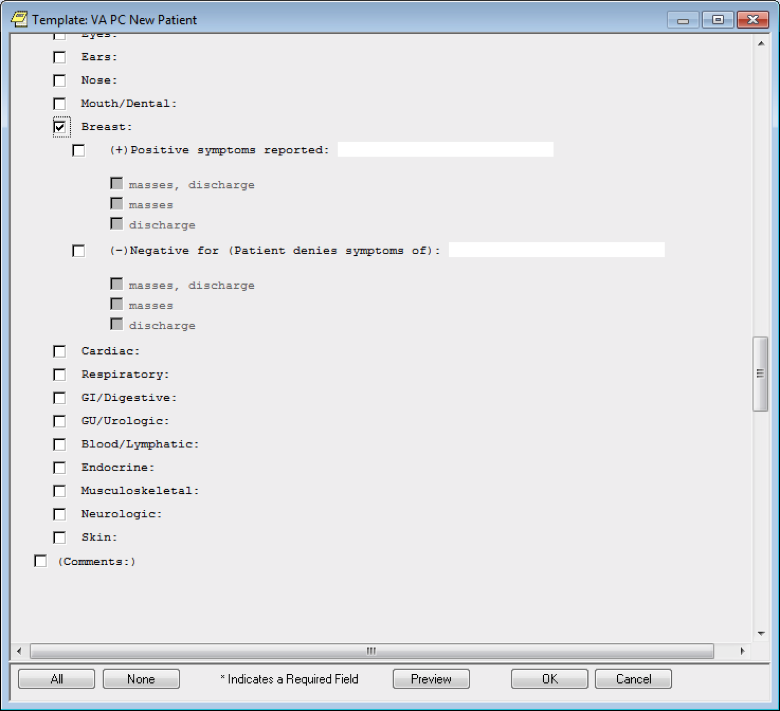 Template: VA PC New Patient
Eyes:
Ears:
Nose:
Mouth/Dental:
Breast:
(+)Positive symptoms reported:
masses, discharge
masses
discharge
(-)Negative for (Patient denies symptoms of):
masses, discharge
masses
discharge
Cardiac:
Respiratory:
GI/Digestive:
GU/Urologic:
Blood/Lymphatic:
Endocrine:
Musculoskeletal:
Neurologic:
Skin:
(Comments:)
All None * Indicates a Required Field Preview OK Cancel